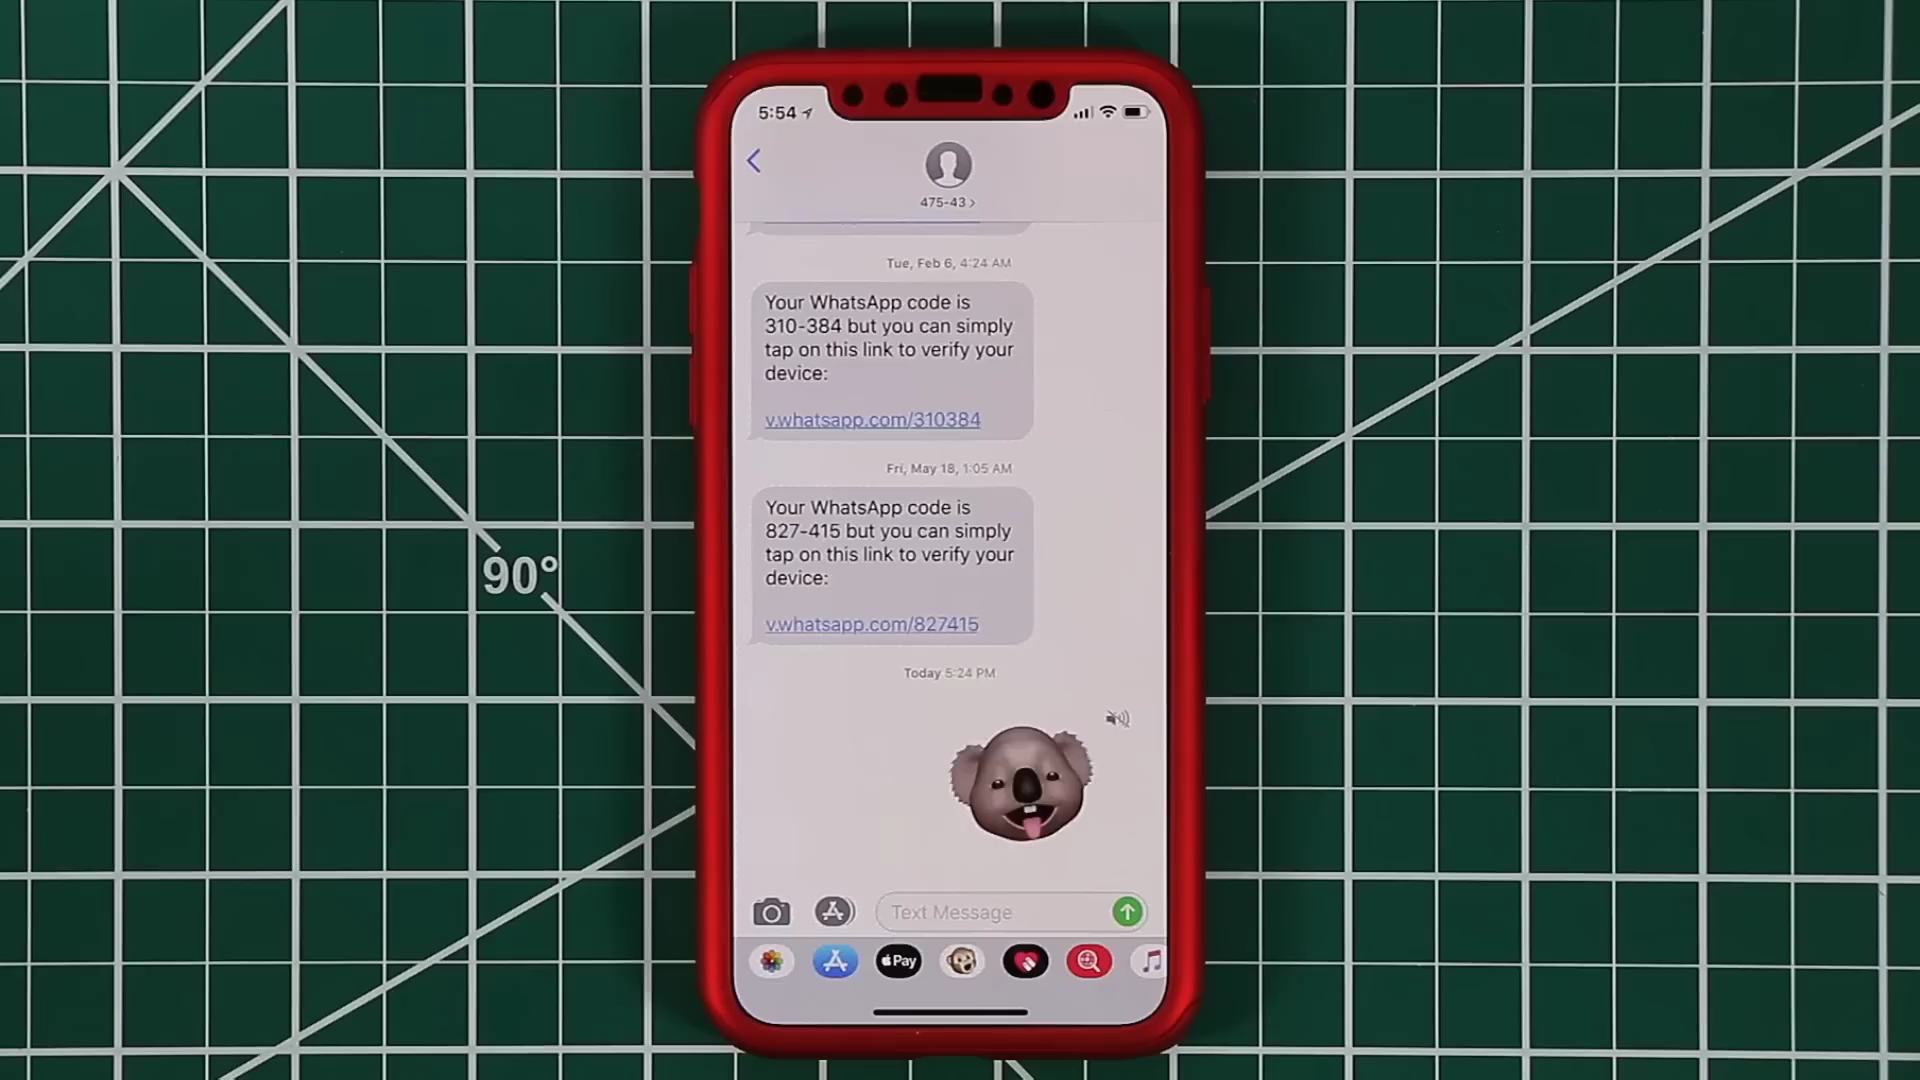 5:54
475-43 >
Tue, Feb 6, 4:24 AM
Your WhatsApp code is
310-384 but you can simply
tap on this link to verify your
device:
v.whatsapp.com/310384
Fri, May 18, 1:05 AM
Your WhatsApp code is
827-415 but you can simply
tap on this link to verify your
device:
v.whatsapp.com/827415
Today 5:24 PM
90°
Text Message
Pay